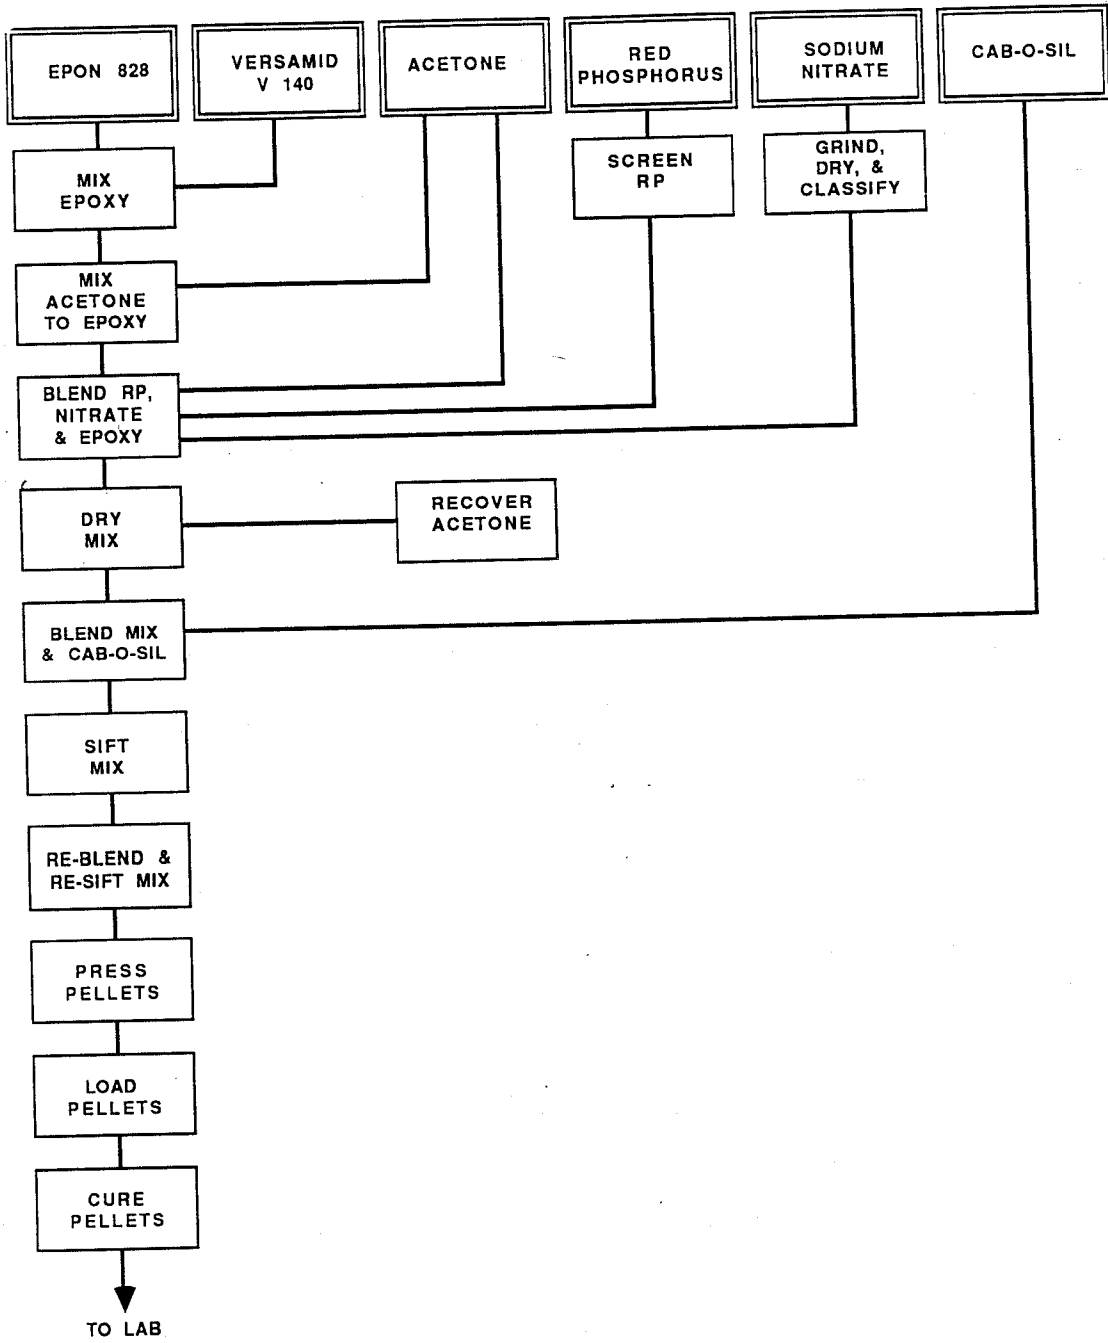 EPON 828
VERSAMID
V 140
ACETONE
RED
PHOSPHORUS
SODIUM
NITRATE
CAB-O-SIL
MIX
EPOXY
SCREEN
RP
GRIND,
DRY, &
CLASSIFY
MIX
ACETONE
TO EPOXY
BLEND RP,
NITRATE
& EPOXY
DRY
MIX
RECOVER
ACETONE
BLEND MIX
& CAB-O-SIL
SIFT
MIX
RE-BLEND &
RE-SIFT MIX
PRESS
PELLETS
LOAD
PELLETS
CURE
PELLETS
TO LAB